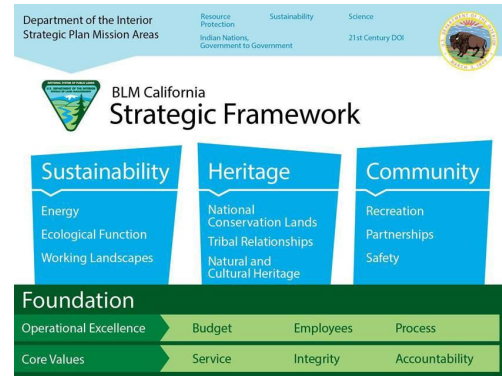 Department of the Interior
Strategic Plan Mission Areas
Resource
Protection
Sustainability
Science
Indian Nations,
Government to Government
21st Century DOI
BLM California
Strategic Framework
Sustainability
Energy
Ecological Function
Working Landscapes
Heritage
National
Conservation Lands
Tribal Relationships
Natural and
Cultural Heritage
Community
Recreation
Partnerships
Safety
Foundation
Operational Excellence Budget Employees Process
Core Values Service Integrity Accountability